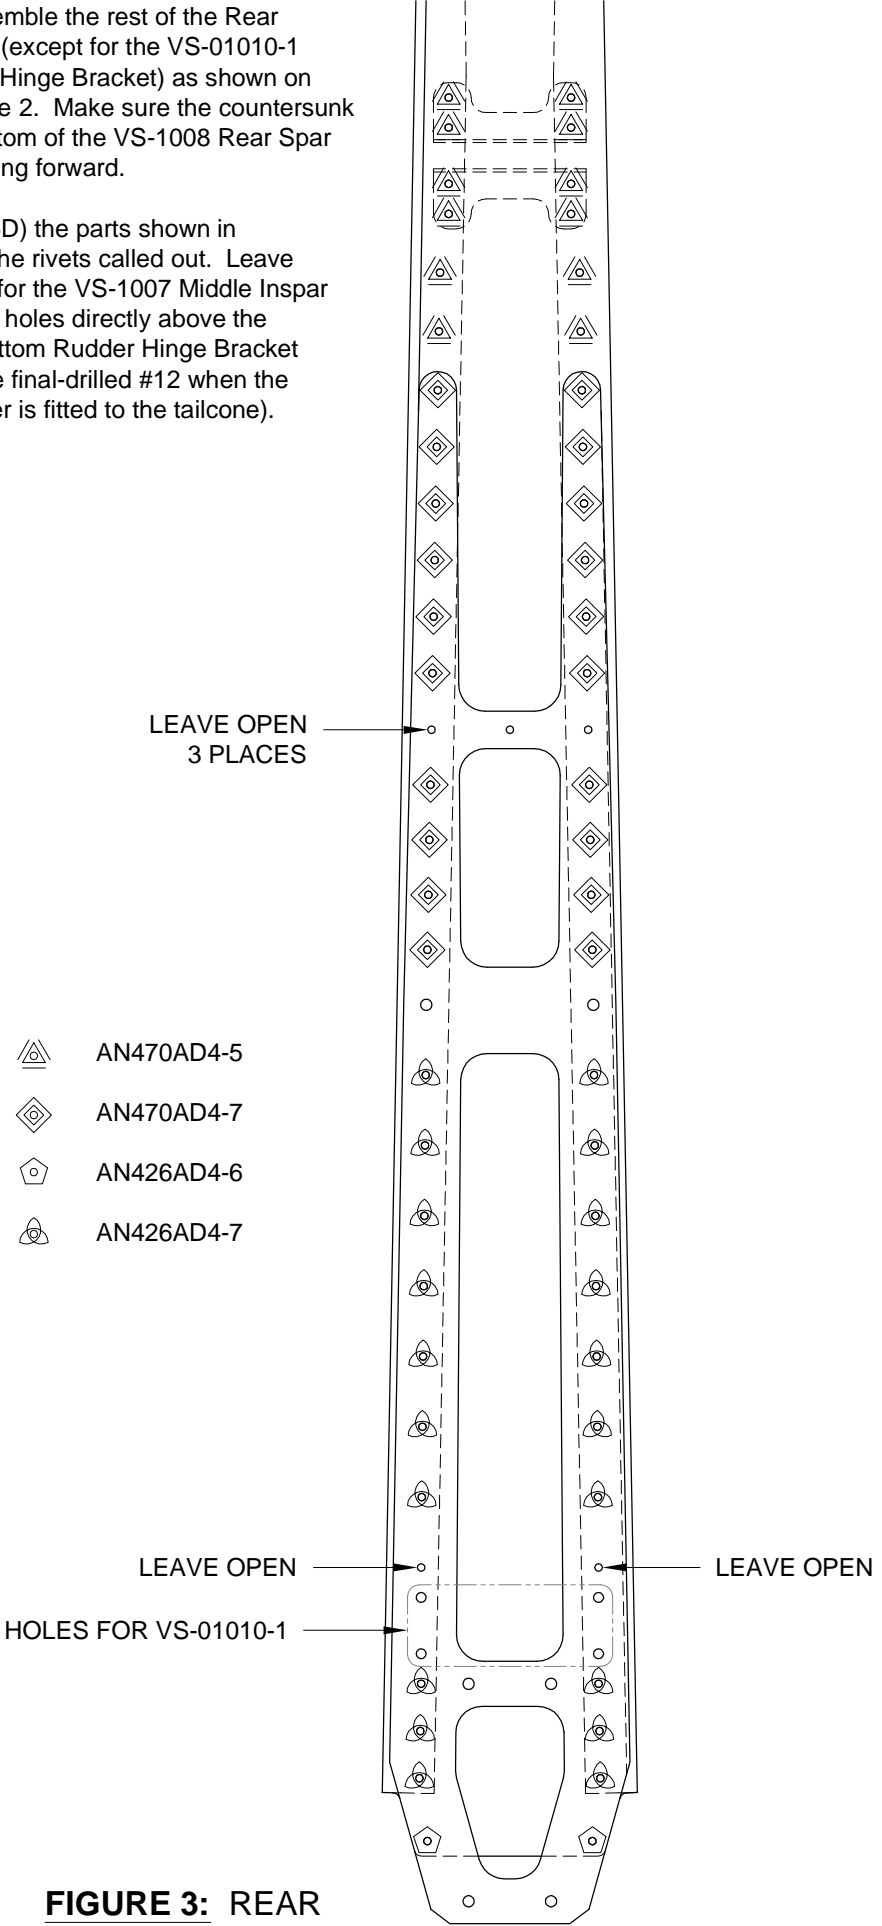 emble the rest of the Rear
(except for the VS-01010-1
Hinge Bracket) as shown on
e 2.  Make sure the countersunk
tom of the VS-1008 Rear Spar
ng forward.
D) the parts shown in
he rivets called out.  Leave
for the VS-1007 Middle Inspar
holes directly above the
ttom Rudder Hinge Bracket
e final-drilled #12 when the
er is fitted to the tailcone).
LEAVE OPEN
3 PLACES
AN470AD4-5
AN470AD4-7
AN426AD4-6
AN426AD4-7
LEAVE OPEN
LEAVE OPEN
HOLES FOR VS-01010-1
FIGURE 3: REAR